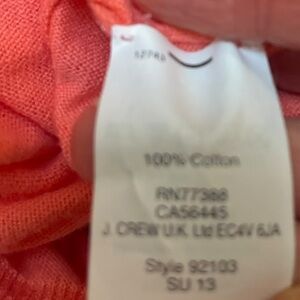 100% Cotton
RN77388
CA56445
J. CREW U.K. Ltd EC4V 6JA
Style 92103
SU 13